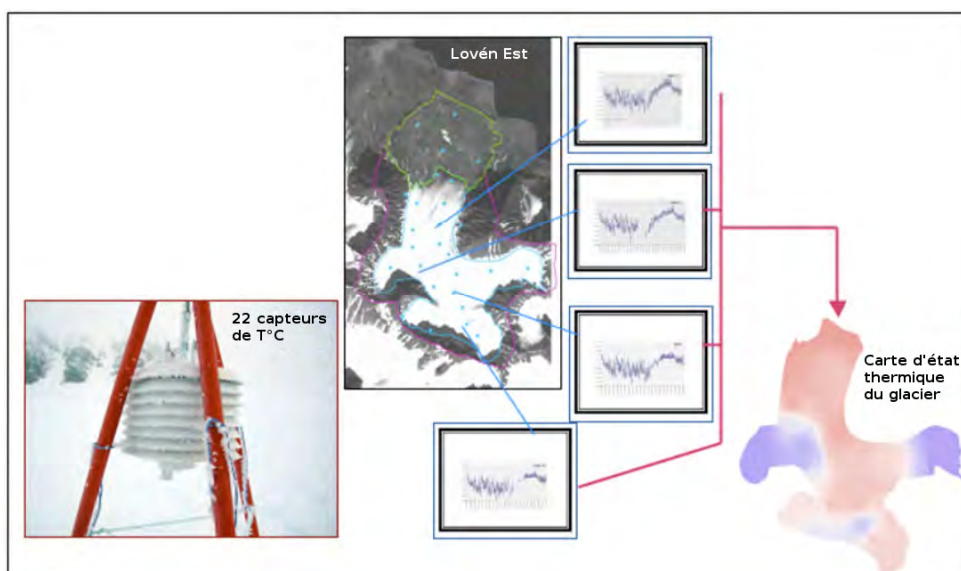 Lovén Est
22 capteurs
de T°C
Carte d'état
thermique
du glacier